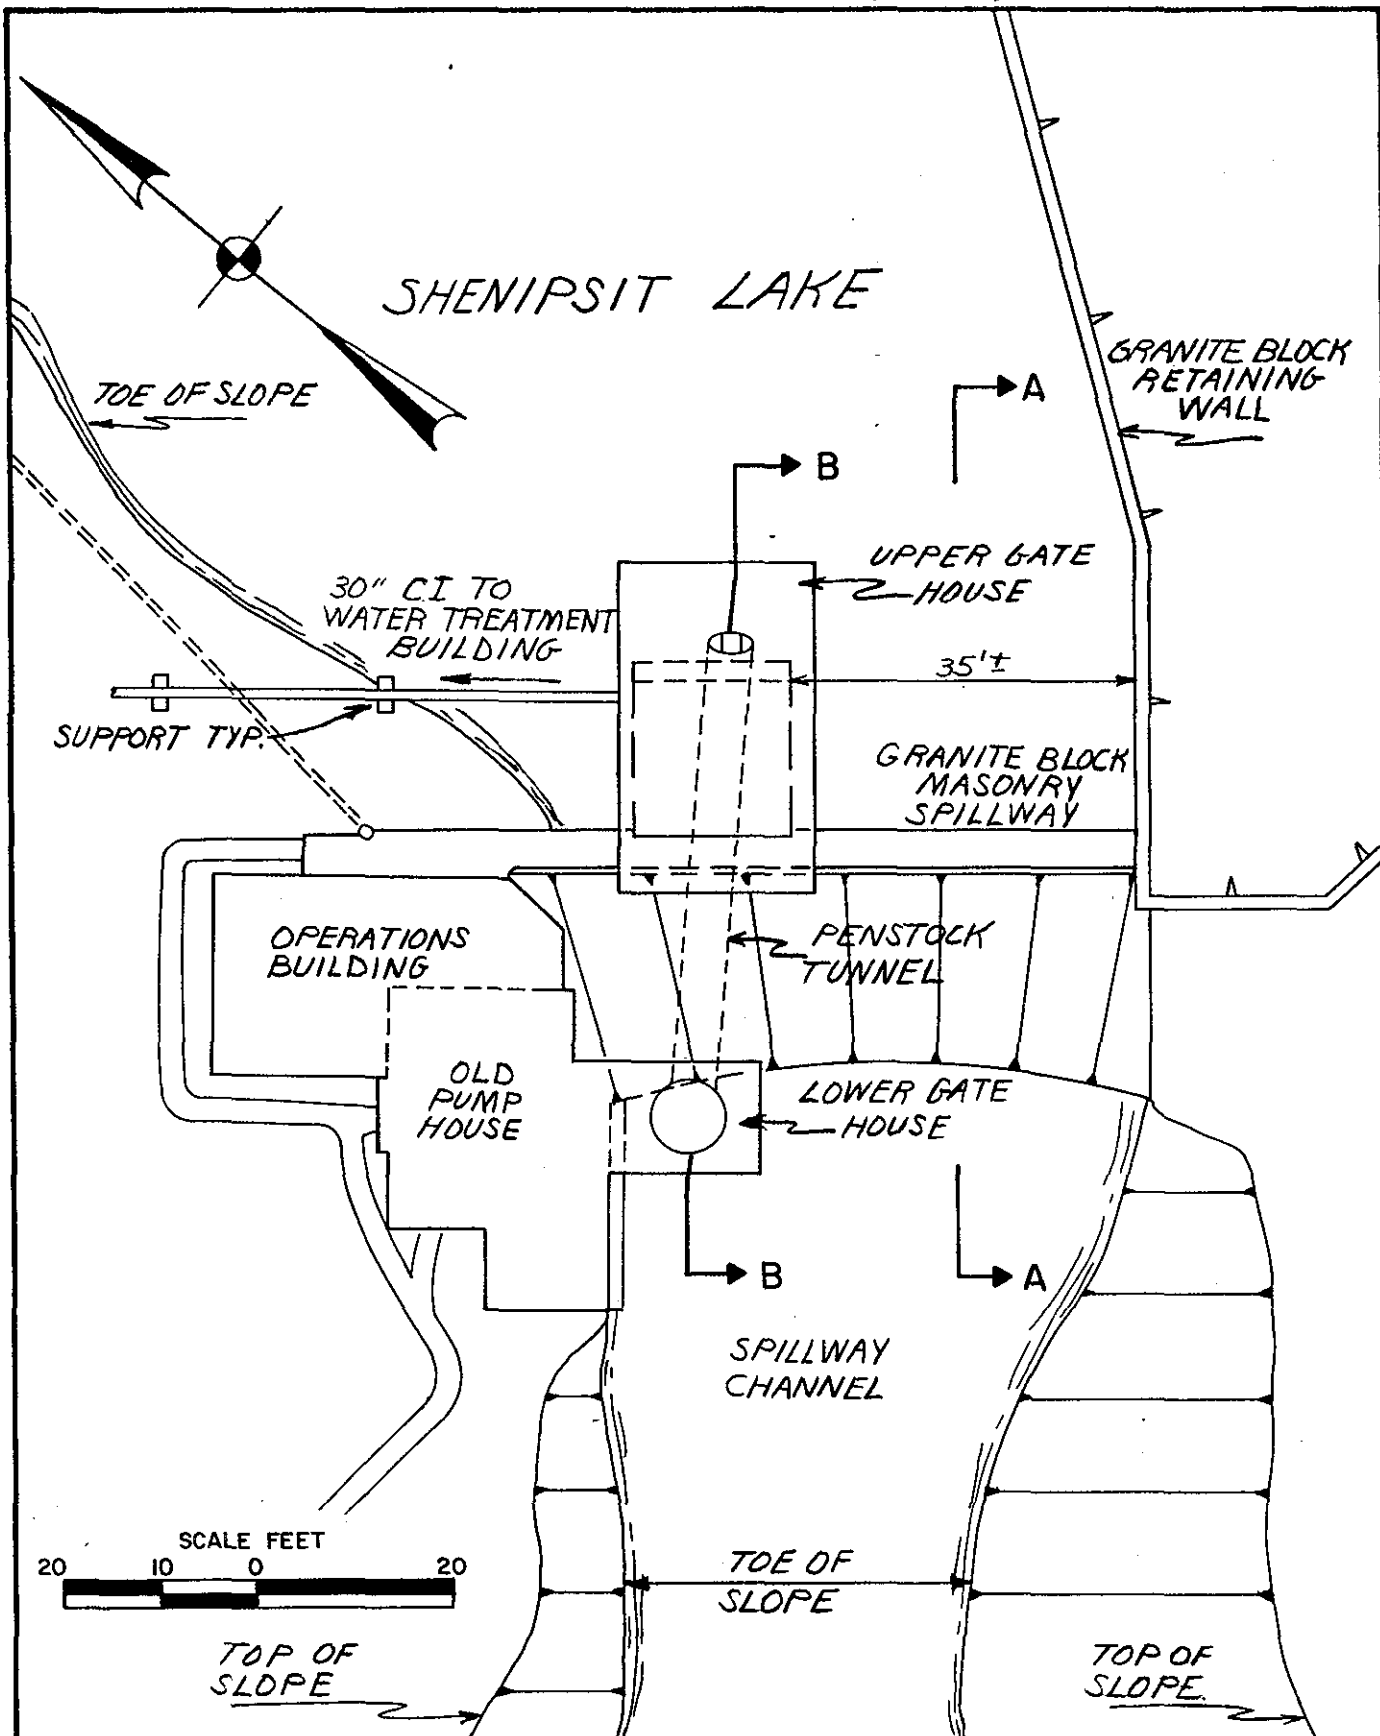 SHENIPSIT LAKE
GRANITE BLOCK
RETAINING
WALL
TOE OF SLOPE
A
B
UPPER GATE
HOUSE
30" C.I. TO
WATER TREATMENT
BUILDING
35'±
SUPPORT TYP.
GRANITE BLOCK
MASONRY
SPILLWAY
OPERATIONS
BUILDING
PENSTOCK
TUNNEL
OLD
PUMP
HOUSE
LOWER GATE
HOUSE
B
A
SPILLWAY
CHANNEL
SCALE FEET
20 10 0 20
TOE OF
SLOPE
TOP OF
SLOPE
TOP OF
SLOPE.